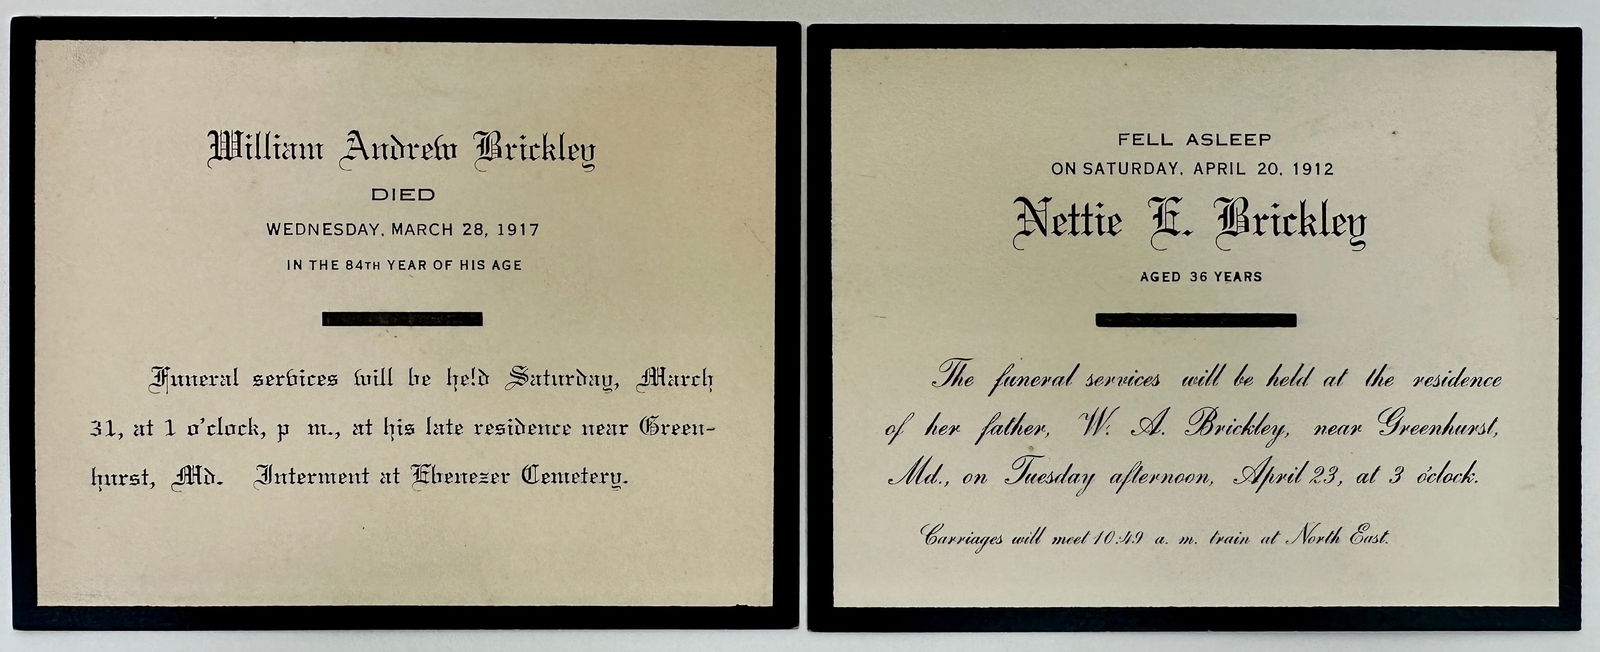 William Andrew Brickley
DIED
WEDNESDAY, MARCH 28, 1917
IN THE 84TH YEAR OF HIS AGE
Funeral services will be held Saturday, March
31, at 1 o'clock, p m., at his late residence near Green-
hurst, Md. Interment at Ebenezer Cemetery.
FELL ASLEEP
ON SATURDAY, APRIL 20, 1912
Nettie E. Brickley
AGED 36 YEARS
The funeral services will be held at the residence
of her father, W. A. Brickley, near Greenhurst,
Md., on Tuesday afternoon, April 23, at 3 o'clock.
Carriages will meet 10:49 a. m. train at North East.